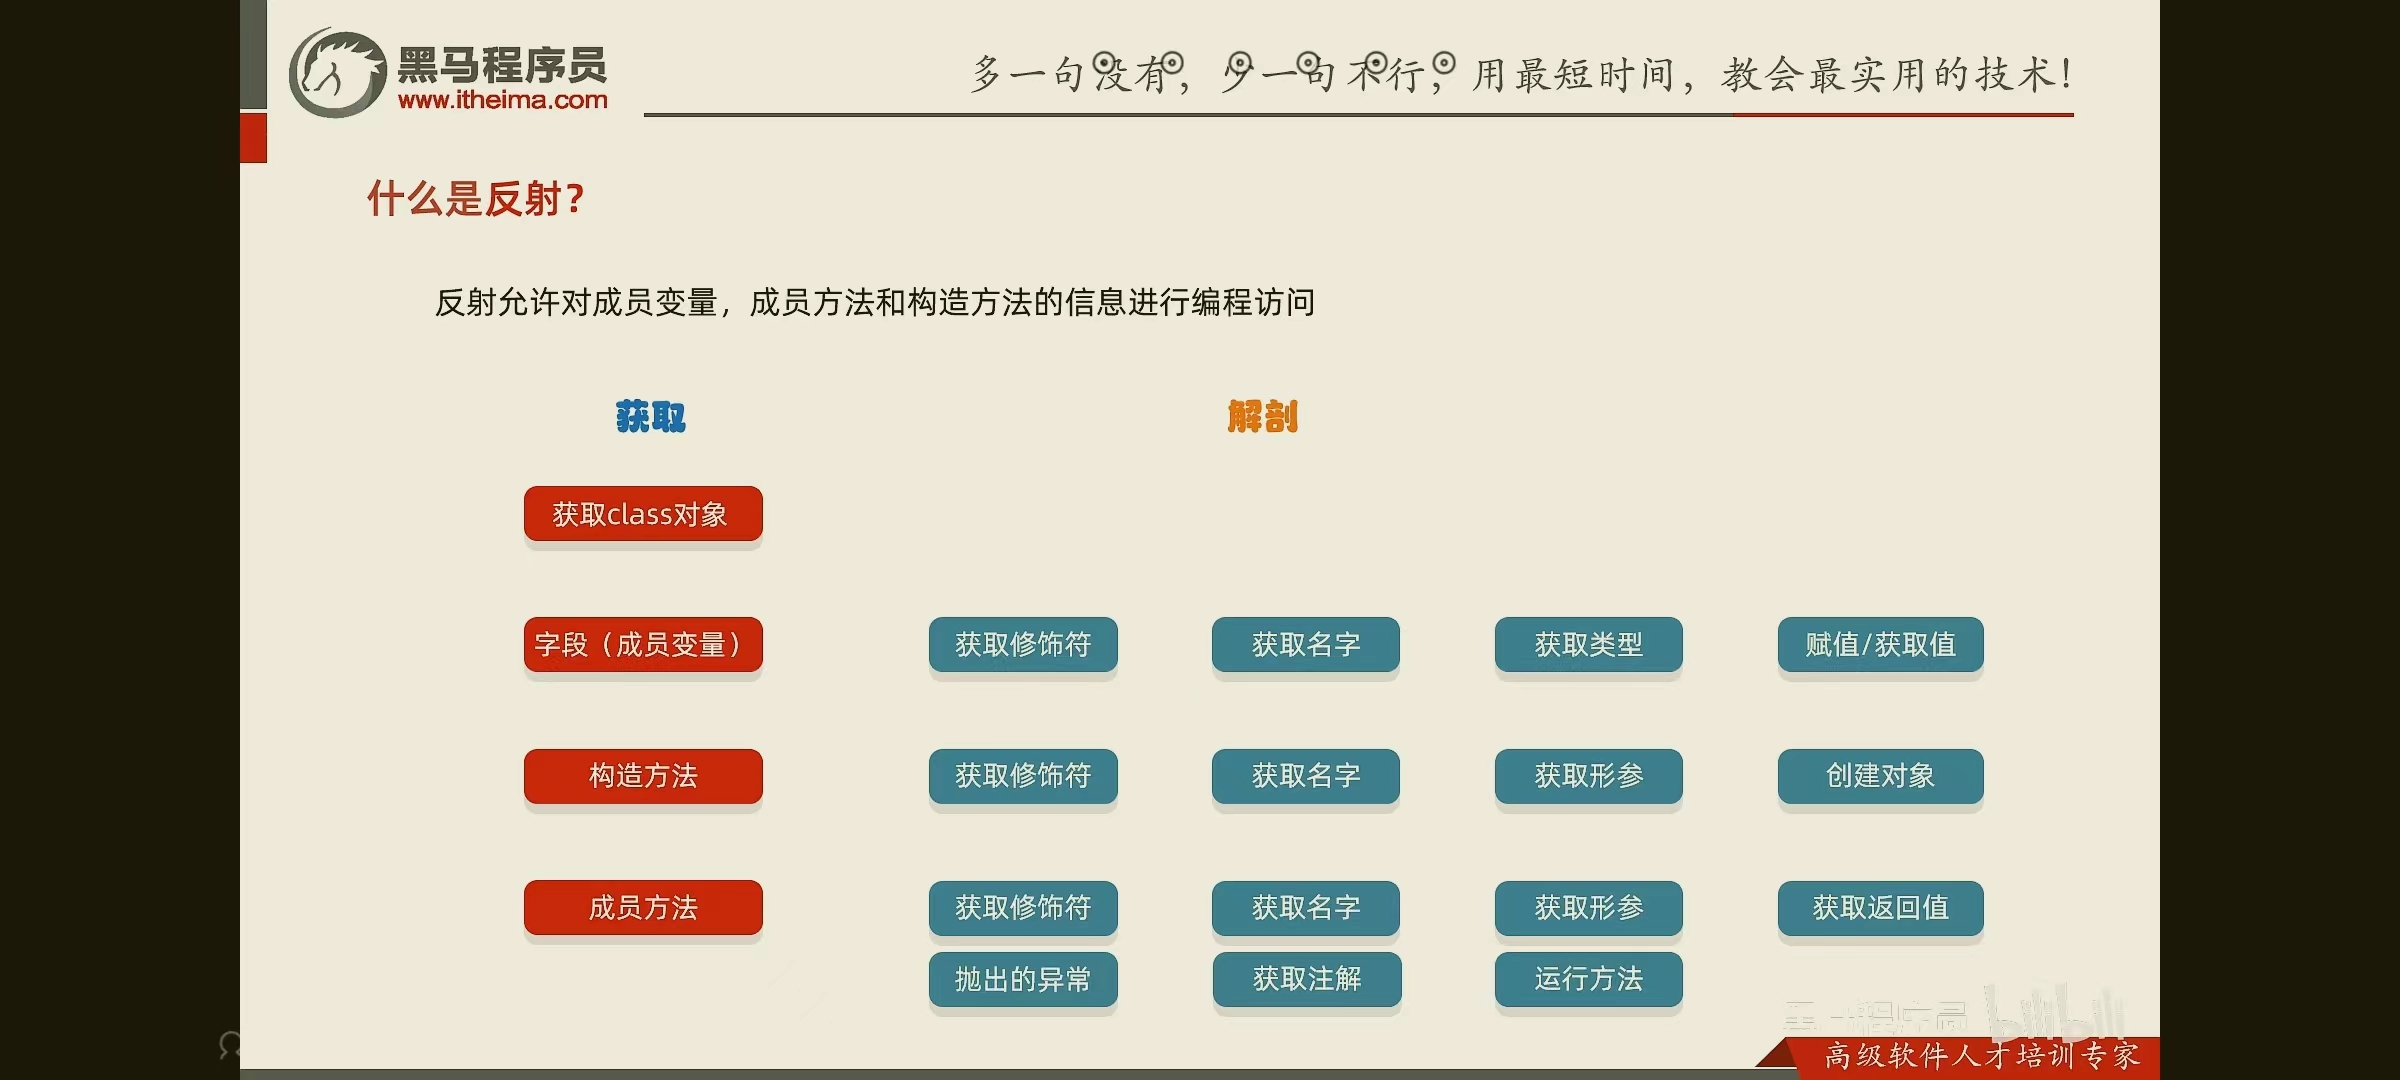 黑马程序员
www.itheima.com
多一句没有，少一句不行，用最短时间，教会最实用的技术！
什么是反射？
反射允许对成员变量，成员方法和构造方法的信息进行编程访问
获取 解剖
获取class对象
字段（成员变量） 获取修饰符 获取名字 获取类型 赋值/获取值
构造方法 获取修饰符 获取名字 获取形参 创建对象
成员方法 获取修饰符 获取名字 获取形参 获取返回值
抛出的异常 获取注解 运行方法
黑马程序员 bilibili
高级软件人才培训专家